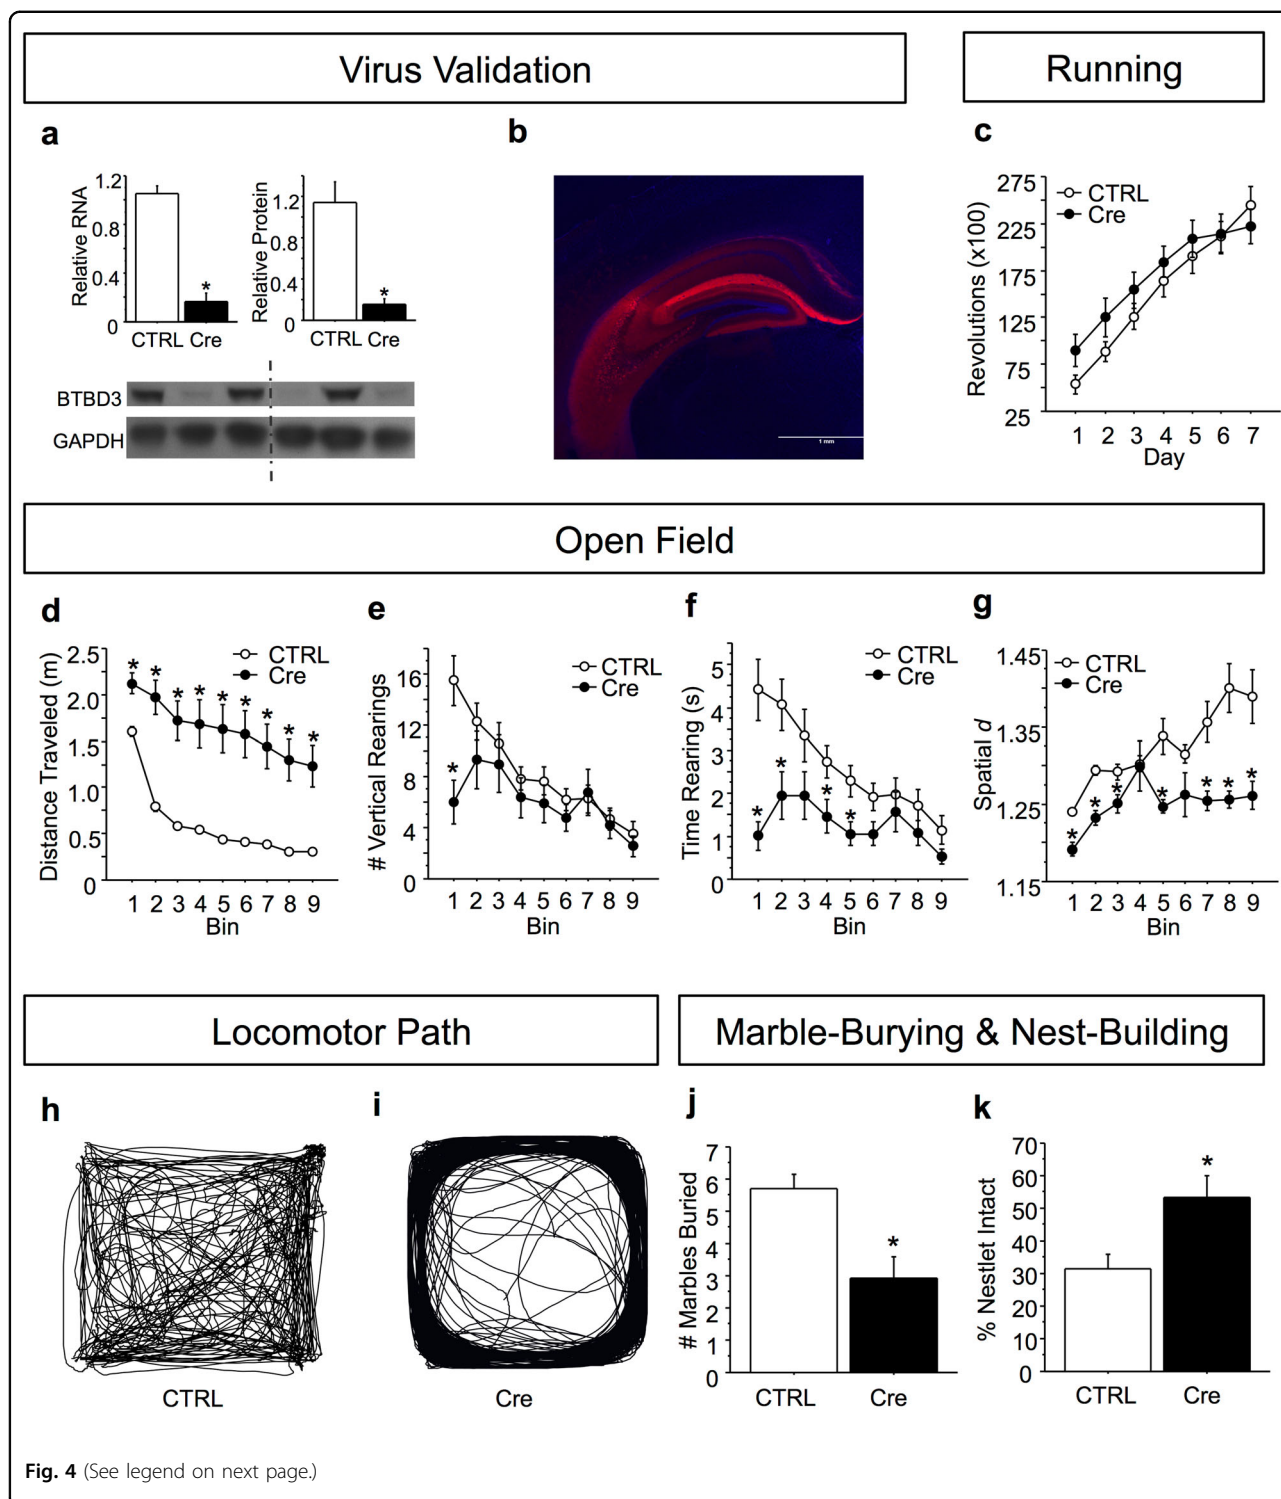 Virus Validation
Running
a
b
c
Relative RNA
1.2
0.8
0.4
0
CTRL Cre
*
Relative Protein
1.2
0.8
0.4
0
CTRL Cre
*
BTBD3
GAPDH
1 mm
Revolutions (x100)
275
225
175
125
75
25
CTRL
Cre
1 2 3 4 5 6 7
Day
Open Field
d
e
f
g
Distance Traveled (m)
2.5
2.0
1.5
1.0
0.5
0
CTRL
Cre
* * * * * * * * *
1 2 3 4 5 6 7 8 9
Bin
# Vertical Rearings
16
12
8
4
0
CTRL
Cre
*
1 2 3 4 5 6 7 8 9
Bin
Time Rearing (s)
5
4
3
2
1
0
CTRL
Cre
* * * *
1 2 3 4 5 6 7 8 9
Bin
Spatial d
1.45
1.35
1.25
1.15
CTRL
Cre
* * * * * * *
1 2 3 4 5 6 7 8 9
Bin
Locomotor Path
Marble-Burying & Nest-Building
h
i
j
k
CTRL
Cre
# Marbles Buried
7
6
5
4
3
2
1
0
*
CTRL Cre
% Nestlet Intact
70
60
50
40
30
20
10
0
*
CTRL Cre
Fig. 4 (See legend on next page.)